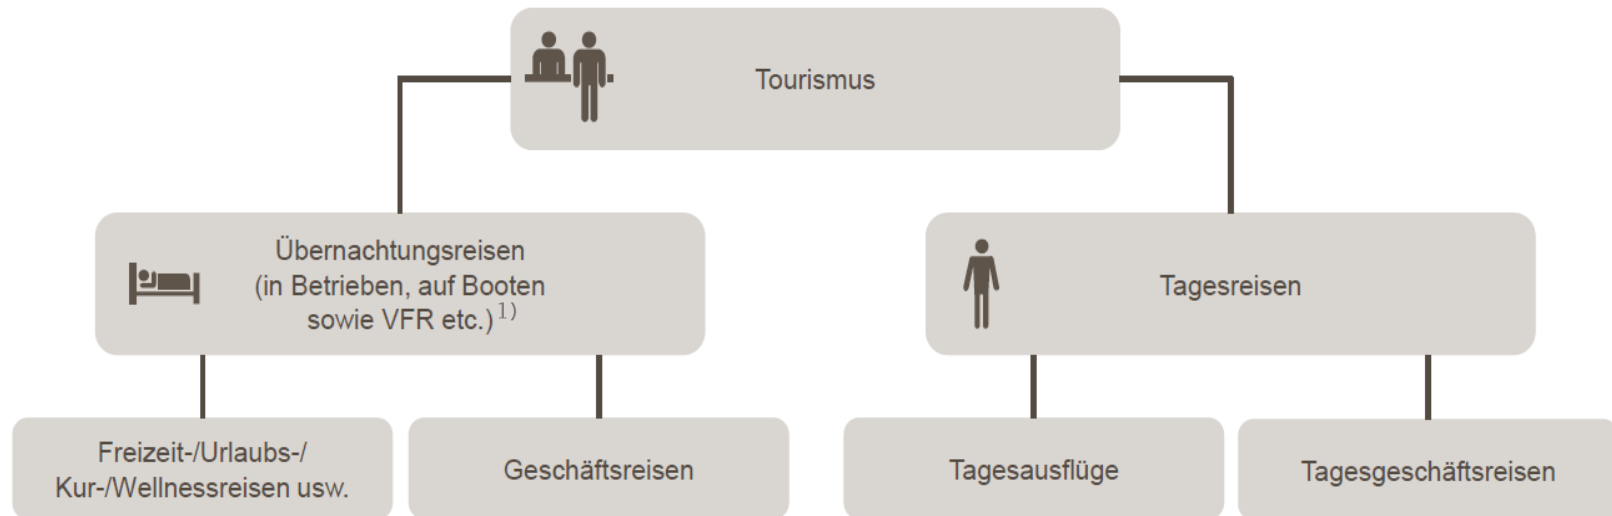 Tourismus
Übernachtungsreisen
(in Betrieben, auf Booten
sowie VFR etc.)¹⁾
Tagesreisen
Freizeit-/Urlaubs-/
Kur-/Wellnessreisen usw.
Geschäftsreisen
Tagesausflüge
Tagesgeschäftsreisen